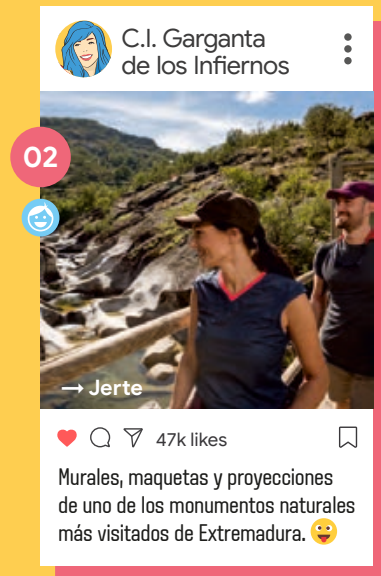 C.I. Garganta
de los Infiernos
02
→ Jerte
47k likes
Murales, maquetas y proyecciones
de uno de los monumentos naturales
más visitados de Extremadura. 😜